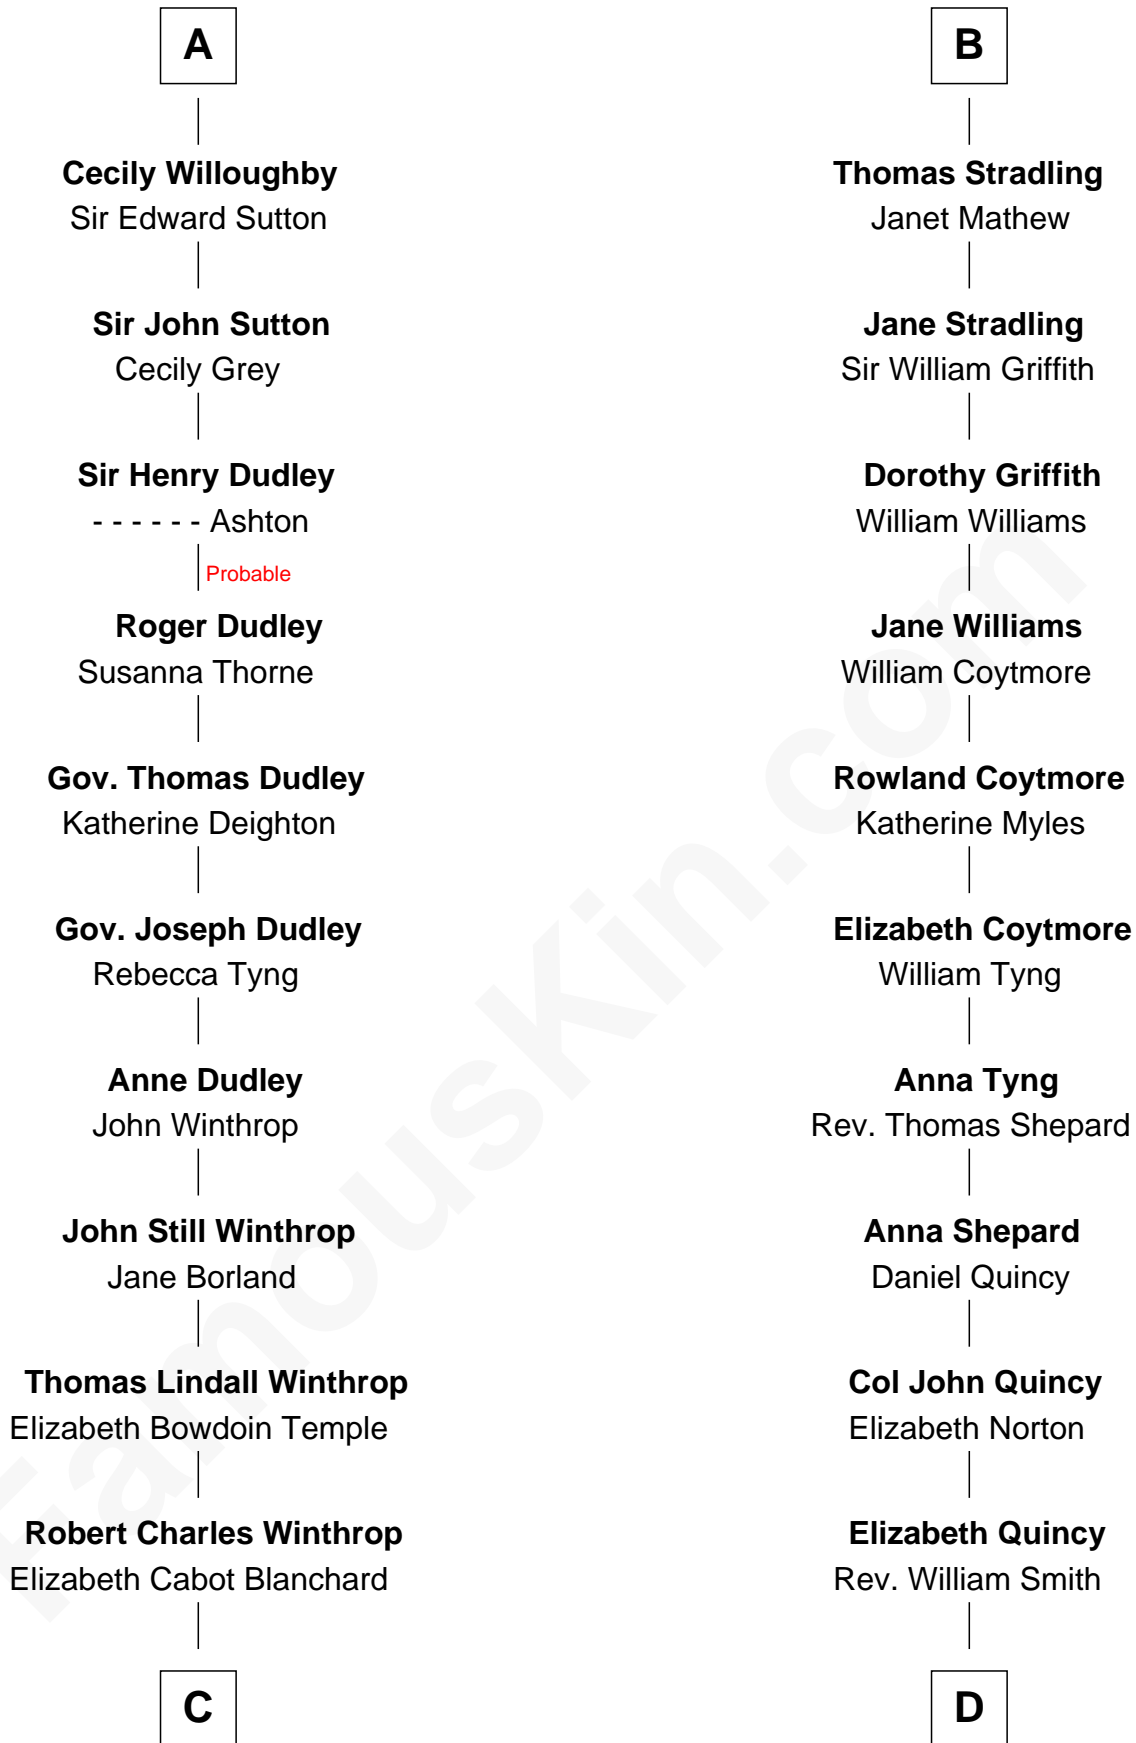 A
Cecily Willoughby
Sir Edward Sutton
Sir John Sutton
Cecily Grey
Sir Henry Dudley
- - - - - - Ashton
Probable
Roger Dudley
Susanna Thorne
Gov. Thomas Dudley
Katherine Deighton
Gov. Joseph Dudley
Rebecca Tyng
Anne Dudley
John Winthrop
John Still Winthrop
Jane Borland
Thomas Lindall Winthrop
Elizabeth Bowdoin Temple
Robert Charles Winthrop
Elizabeth Cabot Blanchard
C
B
Thomas Stradling
Janet Mathew
Jane Stradling
Sir William Griffith
Dorothy Griffith
William Williams
Jane Williams
William Coytmore
Rowland Coytmore
Katherine Myles
Elizabeth Coytmore
William Tyng
Anna Tyng
Rev. Thomas Shepard
Anna Shepard
Daniel Quincy
Col John Quincy
Elizabeth Norton
Elizabeth Quincy
Rev. William Smith
D
FamousKin.com